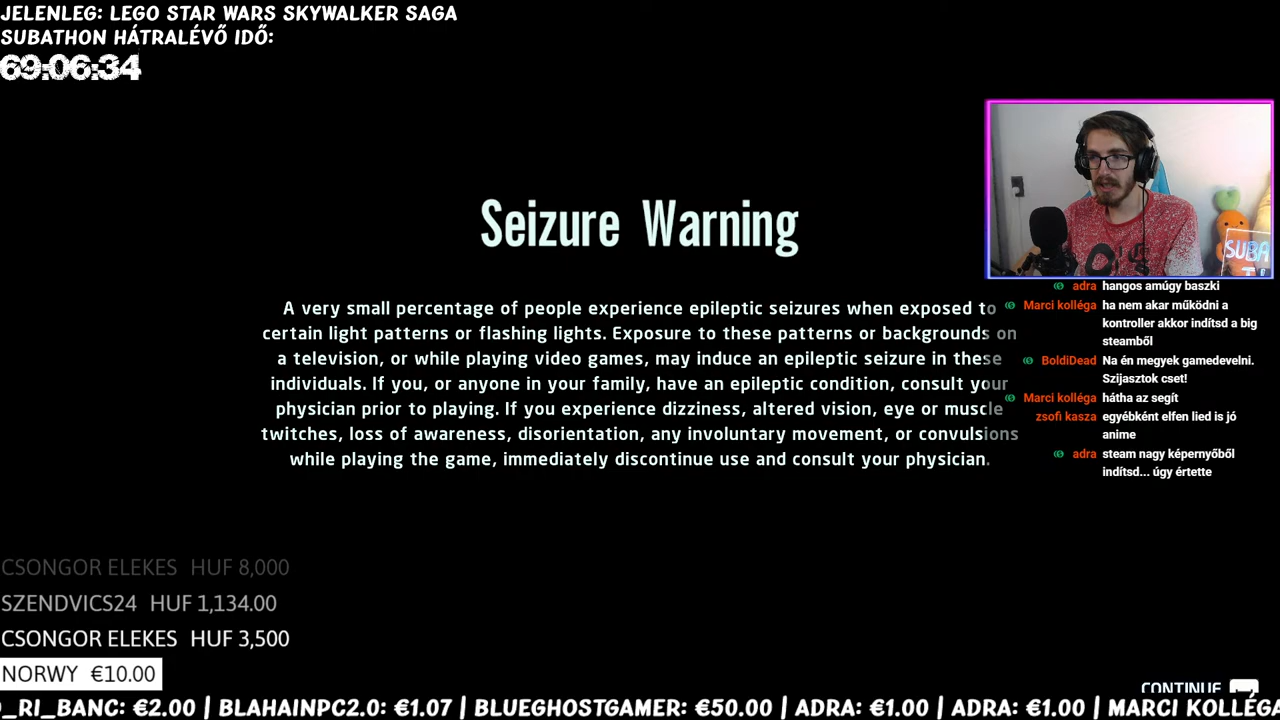 JELENLEG: LEGO STAR WARS SKYWALKER SAGA
SUBATHON HÁTRALÉVŐ IDŐ:
69:06:34
Seizure Warning
A very small percentage of people experience epileptic seizures when exposed to
certain light patterns or flashing lights. Exposure to these patterns or backgrounds on
a television, or while playing video games, may induce an epileptic seizure in these
individuals. If you, or anyone in your family, have an epileptic condition, consult your
physician prior to playing. If you experience dizziness, altered vision, eye or muscle
twitches, loss of awareness, disorientation, any involuntary movement, or convulsions
while playing the game, immediately discontinue use and consult your physician.
SUBA
adra hangos amúgy baszki
Marci kolléga ha nem akar működni a
kontroller akkor indítsd a big
steamből
BoldiDead Na én megyek gamedevelni.
Szijasztok cset!
Marci kolléga hátha az segít
zsofi kasza egyébként elfen lied is jó
anime
adra steam nagy képernyőből
indítsd... úgy értette
CSONGOR ELEKES HUF 8,000
SZENDVICS24 HUF 1,134.00
CSONGOR ELEKES HUF 3,500
NORWY €10.00
CONTINUE
_RI_BANC: €2.00 | BLAHAINPC2.0: €1.07 | BLUEGHOSTGAMER: €50.00 | ADRA: €1.00 | ADRA: €1.00 | MARCI KOLLÉGA